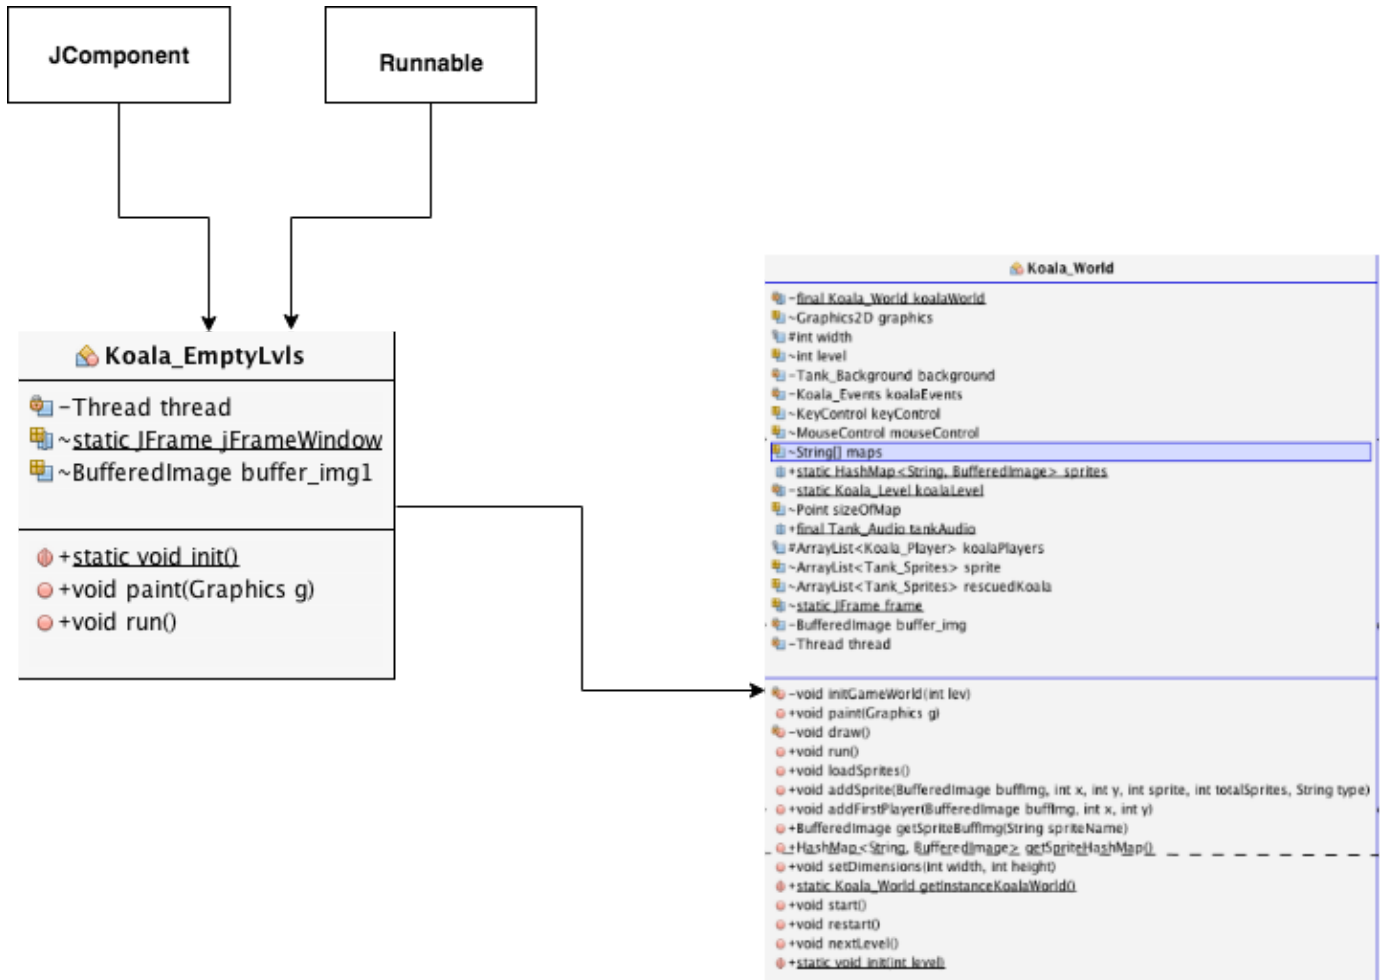 JComponent
Runnable
Koala_EmptyLvls
-Thread thread
~static JFrame jFrameWindow
~BufferedImage buffer_img1
+static void init()
+void paint(Graphics g)
+void run()
Koala_World
-final Koala_World koalaWorld
~Graphics2D graphics
#int width
~int level
-Tank_Background background
-Koala_Events koalaEvents
~KeyControl keyControl
~MouseControl mouseControl
~String[] maps
+static HashMap<String, BufferedImage> sprites
-static Koala_Level koalaLevel
~Point sizeOfMap
+final Tank_Audio tankAudio
#ArrayList<Koala_Player> koalaPlayers
~ArrayList<Tank_Sprites> sprite
~ArrayList<Tank_Sprites> rescuedKoala
~static JFrame frame
-BufferedImage buffer_img
-Thread thread
-void initGameWorld(int lev)
+void paint(Graphics g)
-void draw()
+void run()
+void loadSprites()
+void addSprite(BufferedImage buffImg, int x, int y, int sprite, int totalSprites, String type)
+void addFirstPlayer(BufferedImage buffImg, int x, int y)
+BufferedImage getSpriteBuffImg(String spriteName)
+HashMap<String, BufferedImage> getSpriteHashMap()
+void setDimensions(int width, int height)
+static Koala_World getInstanceKoalaWorld()
+void start()
+void restart()
+void nextLevel()
+static void init(int level)